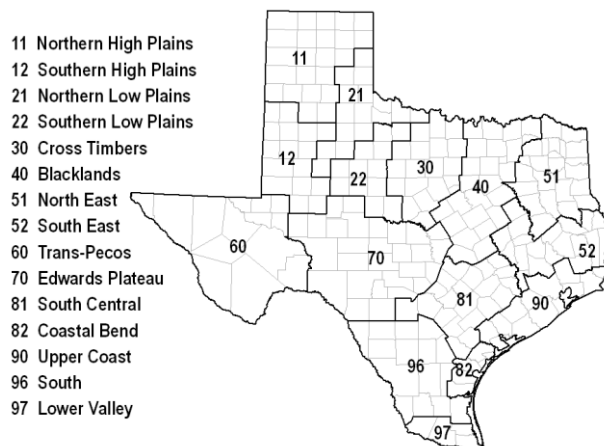 11 Northern High Plains
12 Southern High Plains
21 Northern Low Plains
22 Southern Low Plains
30 Cross Timbers
40 Blacklands
51 North East
52 South East
60 Trans-Pecos
70 Edwards Plateau
81 South Central
82 Coastal Bend
90 Upper Coast
96 South
97 Lower Valley
11
21
12
22
30
40
51
52
60
70
81
90
96
82
97